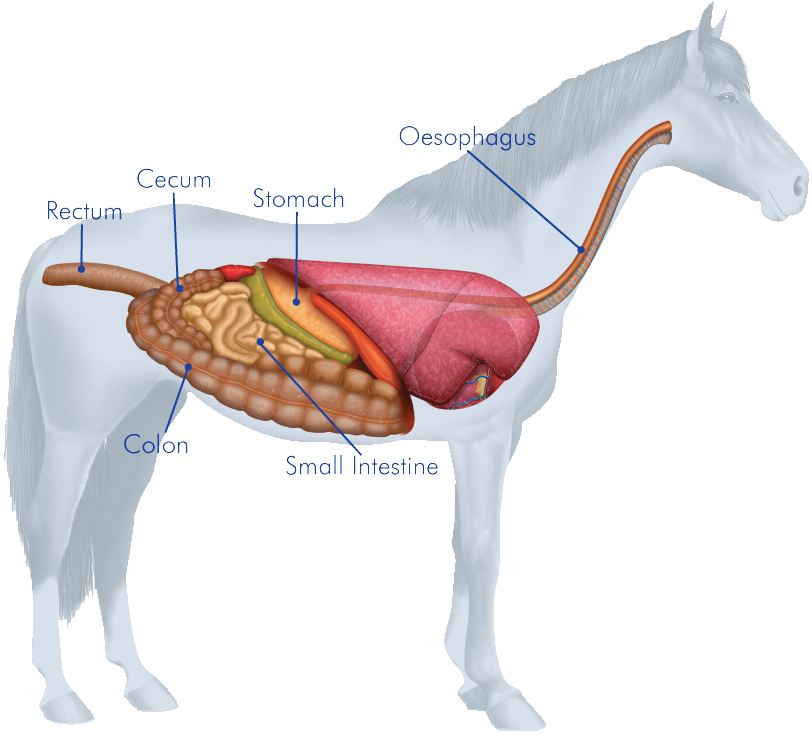 Oesophagus
Cecum
Stomach
Rectum
Colon
Small Intestine